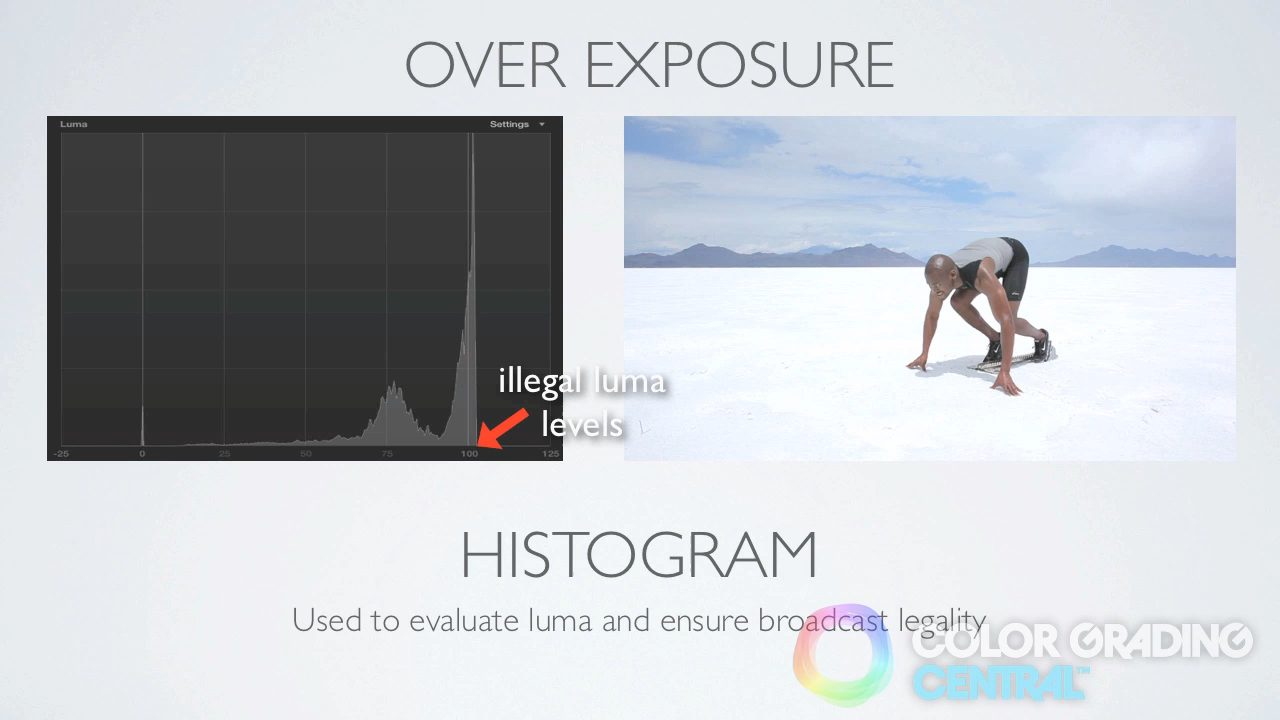 OVER EXPOSURE
Luma
Settings
illegal luma
levels
-25 0 25 50 75 100 125
HISTOGRAM
Used to evaluate luma and ensure broadcast legality
COLOR GRADING
CENTRAL™